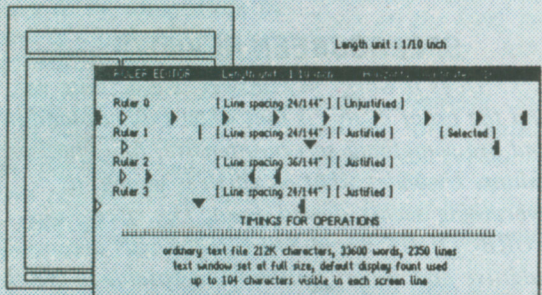 Length unit : 1/10 inch
RULER EDITOR
Ruler 0 [ Line spacing 24/144" ] [ Unjustified ]
Ruler 1 [ [ Line spacing 24/144" ] [ Justified ] [ Selected ]
Ruler 2 [ Line spacing 36/144" ] [ Justified ]
Ruler 3 [ Line spacing 24/144" ] [ Justified ]
TIMINGS FOR OPERATIONS
ordinary text file 212K characters, 33600 words, 2350 lines
text window set at full size, default display fount used
up to 104 characters visible in each screen line